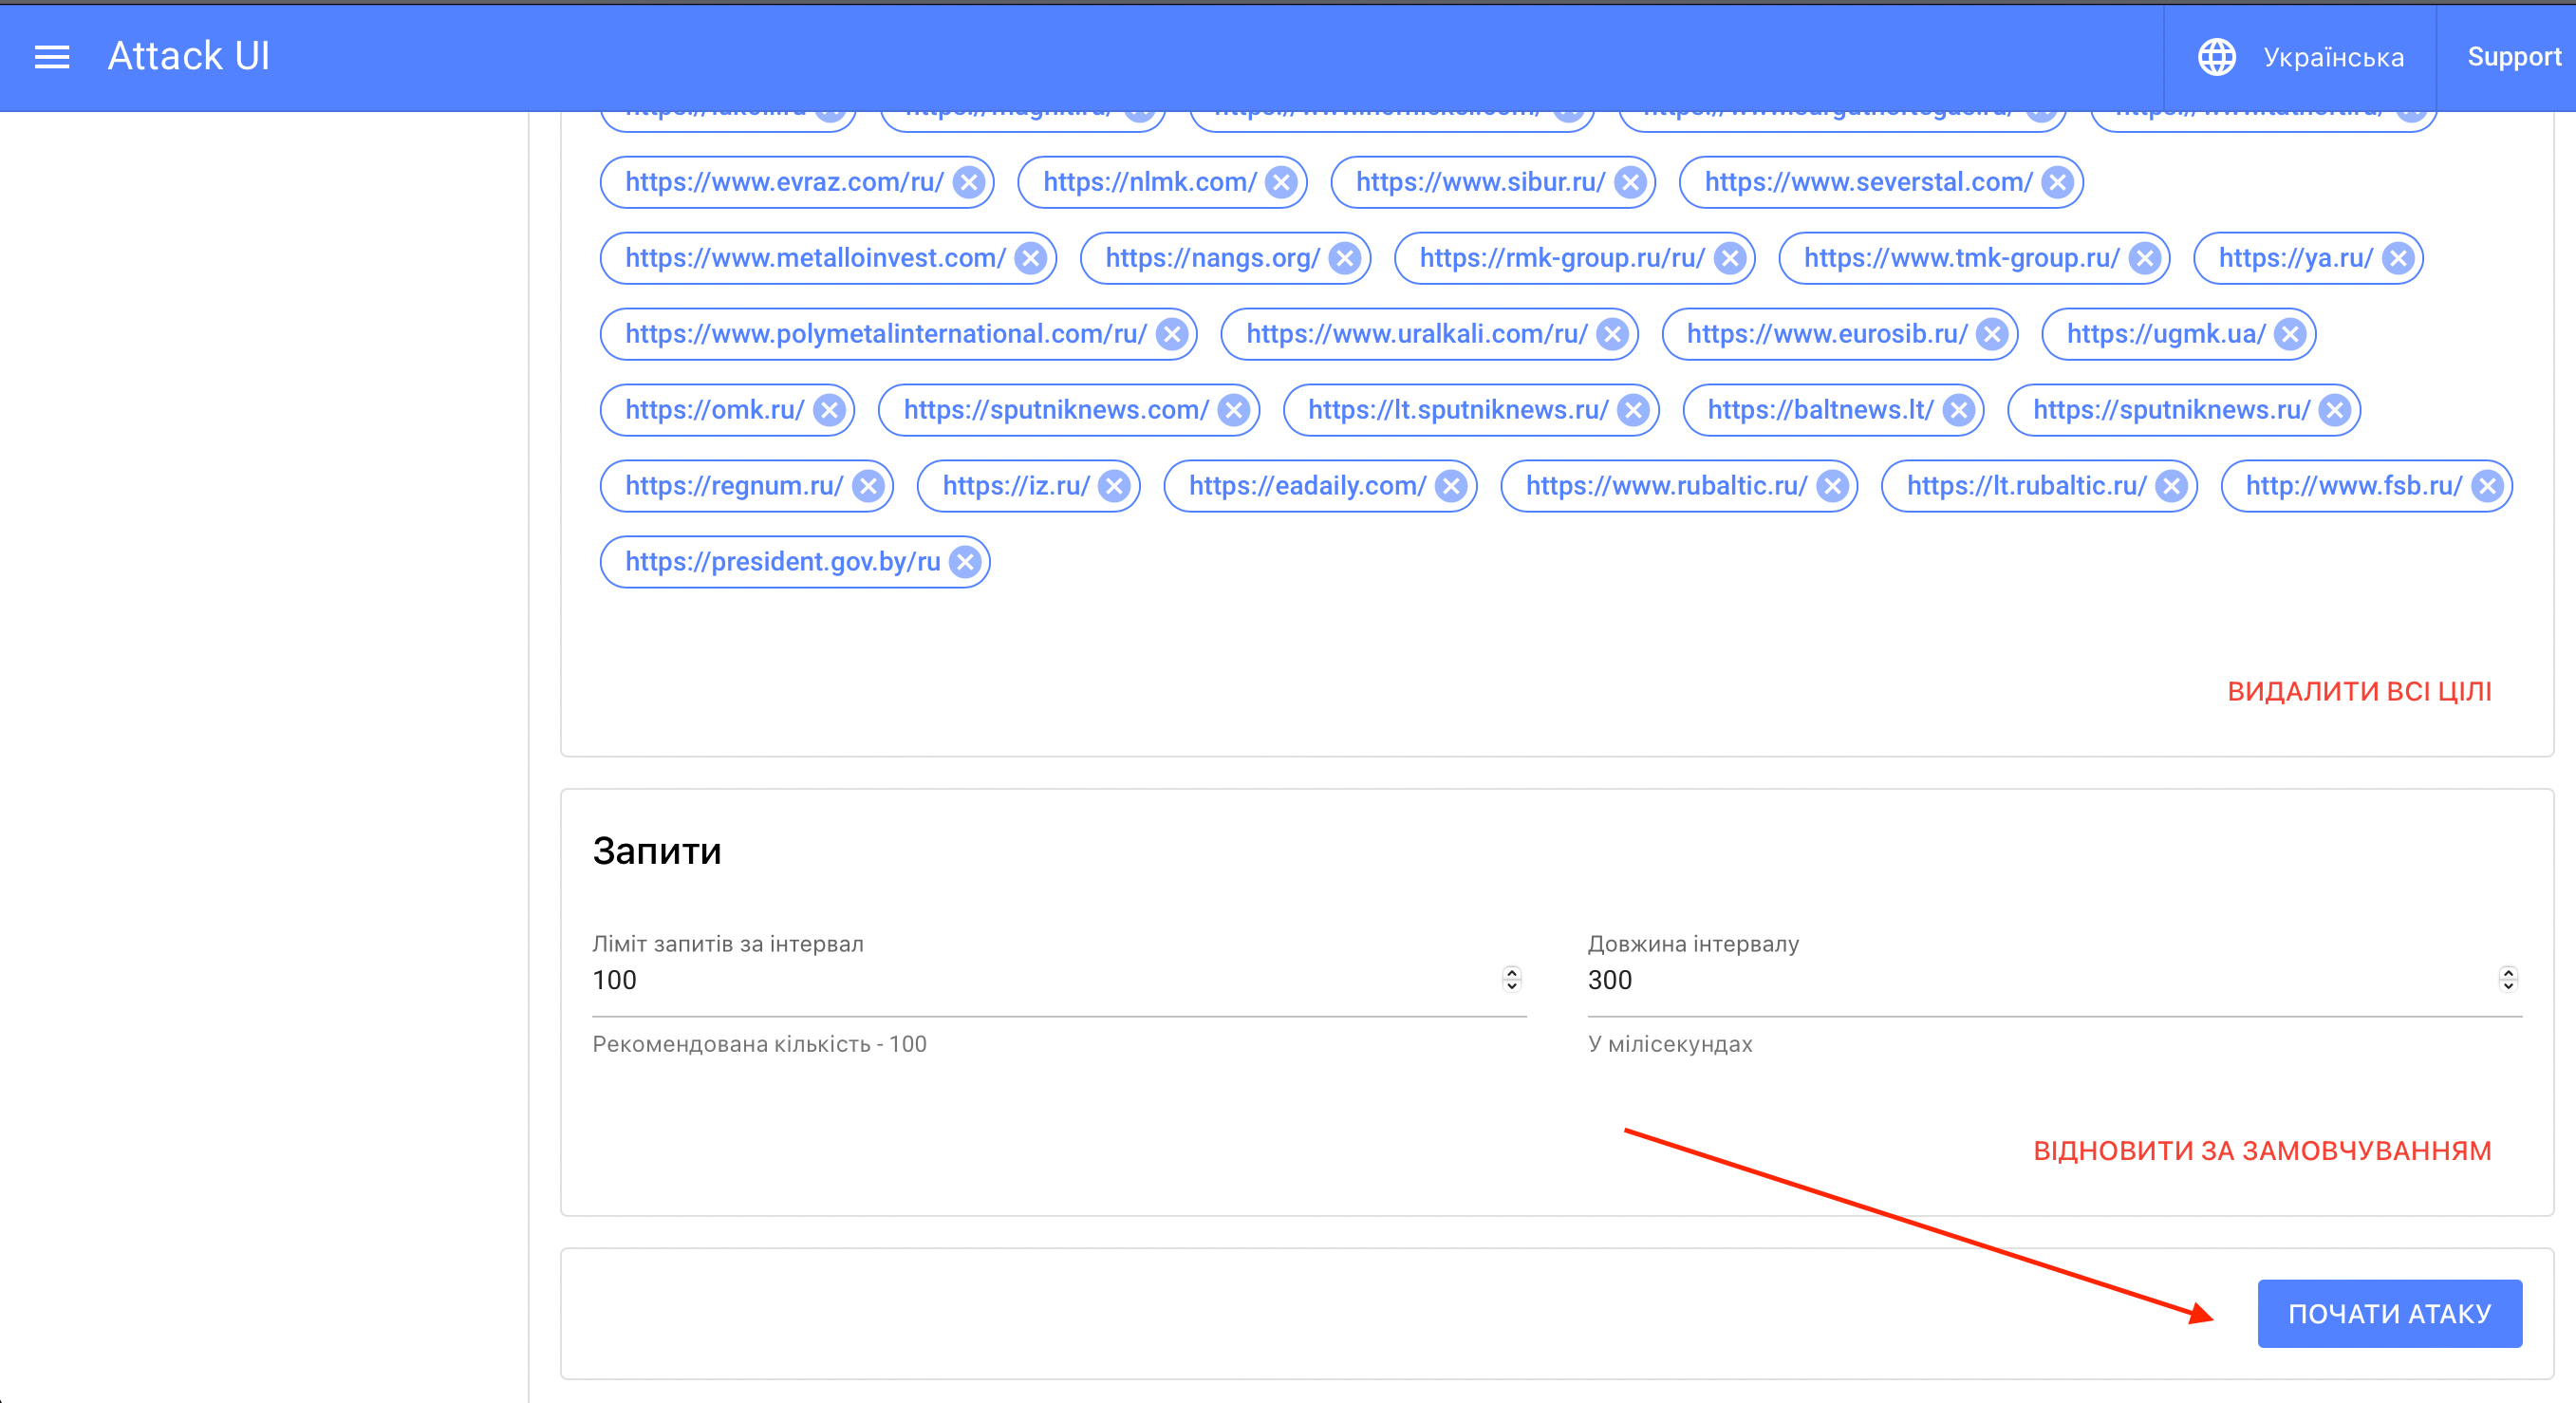 Attack UI
Українська
Support
https://www.evraz.com/ru/ https://nlmk.com/ https://www.sibur.ru/ https://www.severstal.com/
https://www.metalloinvest.com/ https://nangs.org/ https://rmk-group.ru/ru/ https://www.tmk-group.ru/ https://ya.ru/
https://www.polymetalinternational.com/ru/ https://www.uralkali.com/ru/ https://www.eurosib.ru/ https://ugmk.ua/
https://omk.ru/ https://sputniknews.com/ https://lt.sputniknews.ru/ https://baltnews.lt/ https://sputniknews.ru/
https://regnum.ru/ https://iz.ru/ https://eadaily.com/ https://www.rubaltic.ru/ https://lt.rubaltic.ru/ http://www.fsb.ru/
https://president.gov.by/ru
ВИДАЛИТИ ВСІ ЦІЛІ
Запити
Ліміт запитів за інтервал
100
Рекомендована кількість - 100
Довжина інтервалу
300
У мілісекундах
ВІДНОВИТИ ЗА ЗАМОВЧУВАННЯМ
ПОЧАТИ АТАКУ